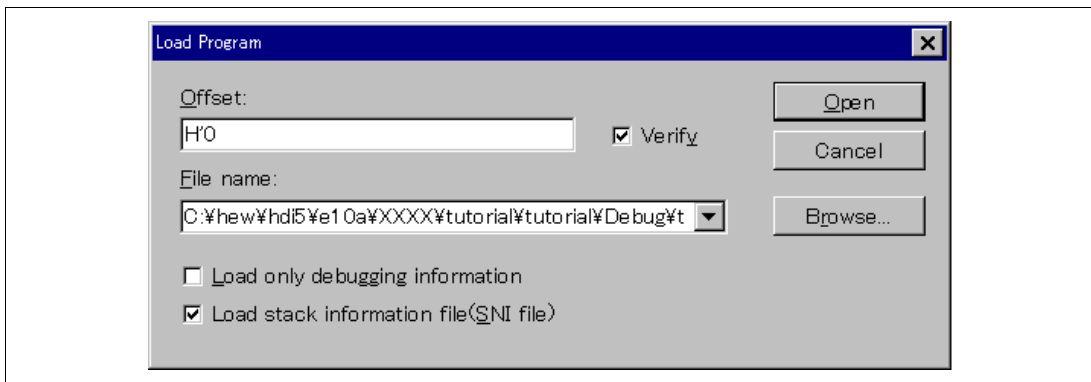 Load Program
Offset:
H'0
Verify
Open
Cancel
File name:
C:¥hew¥hdi5¥e10a¥XXXX¥tutorial¥tutorial¥Debug¥t
Browse...
Load only debugging information
Load stack information file(SNI file)